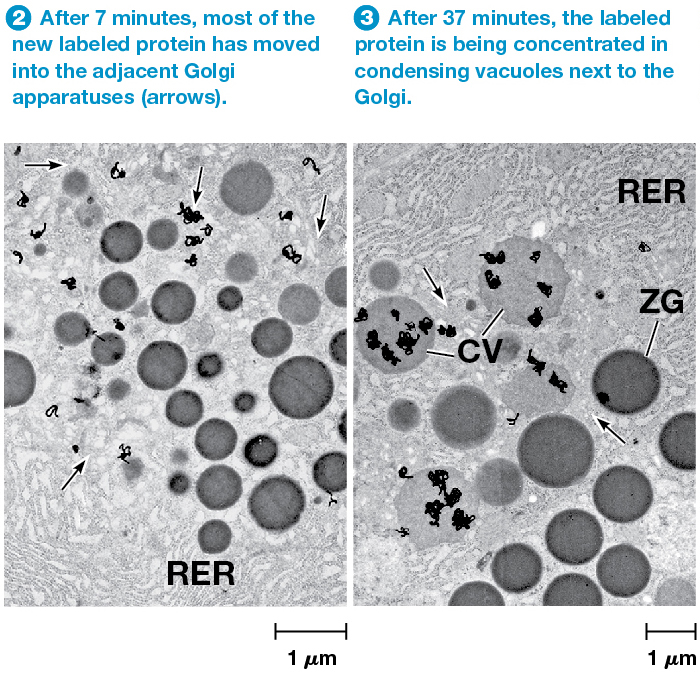 2 After 7 minutes, most of the
new labeled protein has moved
into the adjacent Golgi
apparatuses (arrows).
3 After 37 minutes, the labeled
protein is being concentrated in
condensing vacuoles next to the
Golgi.
RER
RER
ZG
CV
1 μm
1 μm